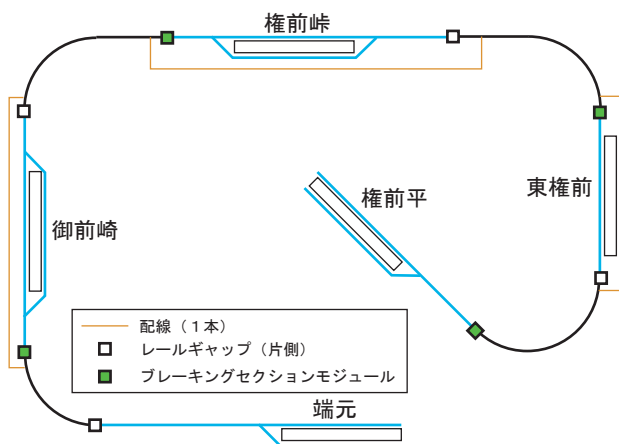 権前峠
東権前
権前平
御前崎
配線（１本）
レールギャップ（片側）
ブレーキングセクションモジュール
端元